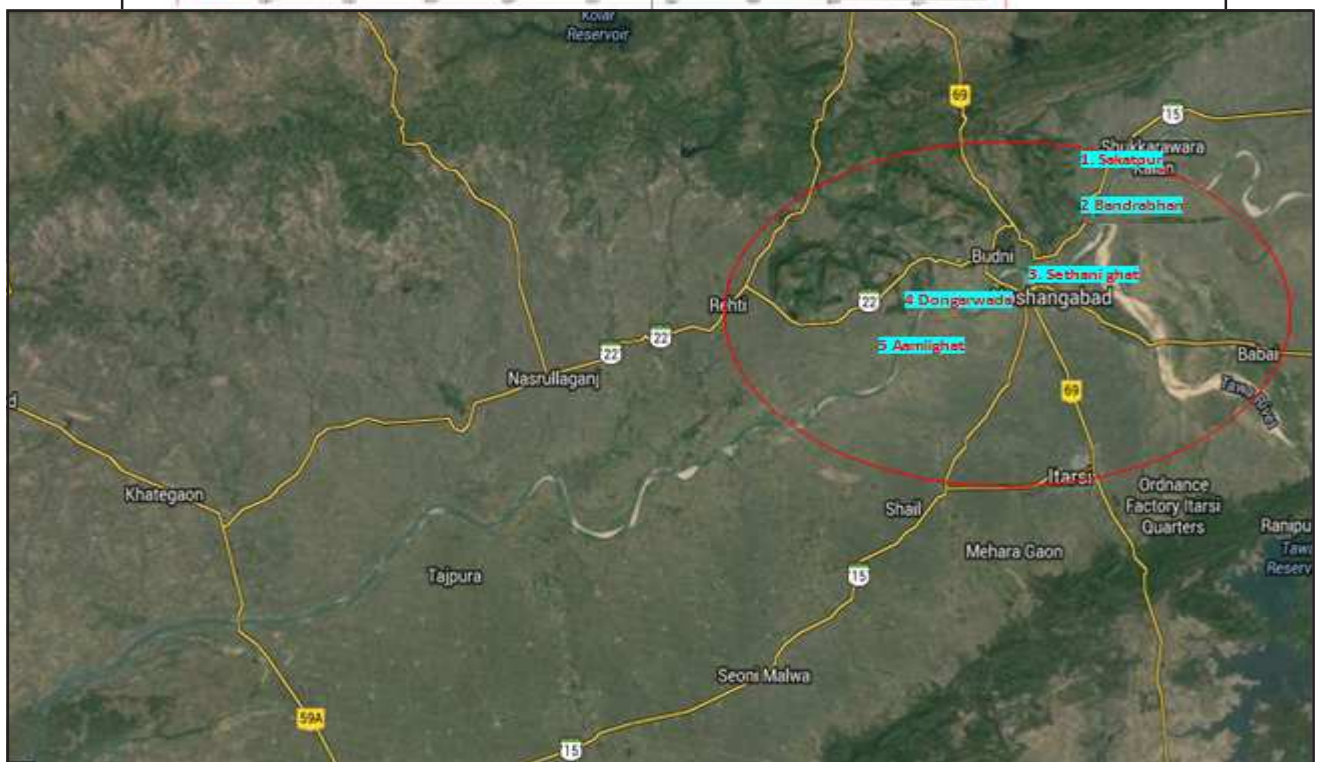 Kolar
Reservoir
69
15
Shukkarawara
Kalan
1. Sakatpur
2 Bandrabhan
Budni
3. Sethani ghat
4 Dongarwada
shangabad
22
Rehti
5 Aamlighat
22
22
Babai
Nasrullaganj
69
Tawa River
d
Itarsi
Khategaon
Ordnance
Factory Itarsi
Quarters
Shail
Ranipu
Mehara Gaon
Tawa
Reserv
Tajpura
15
Seoni Malwa
59A
15